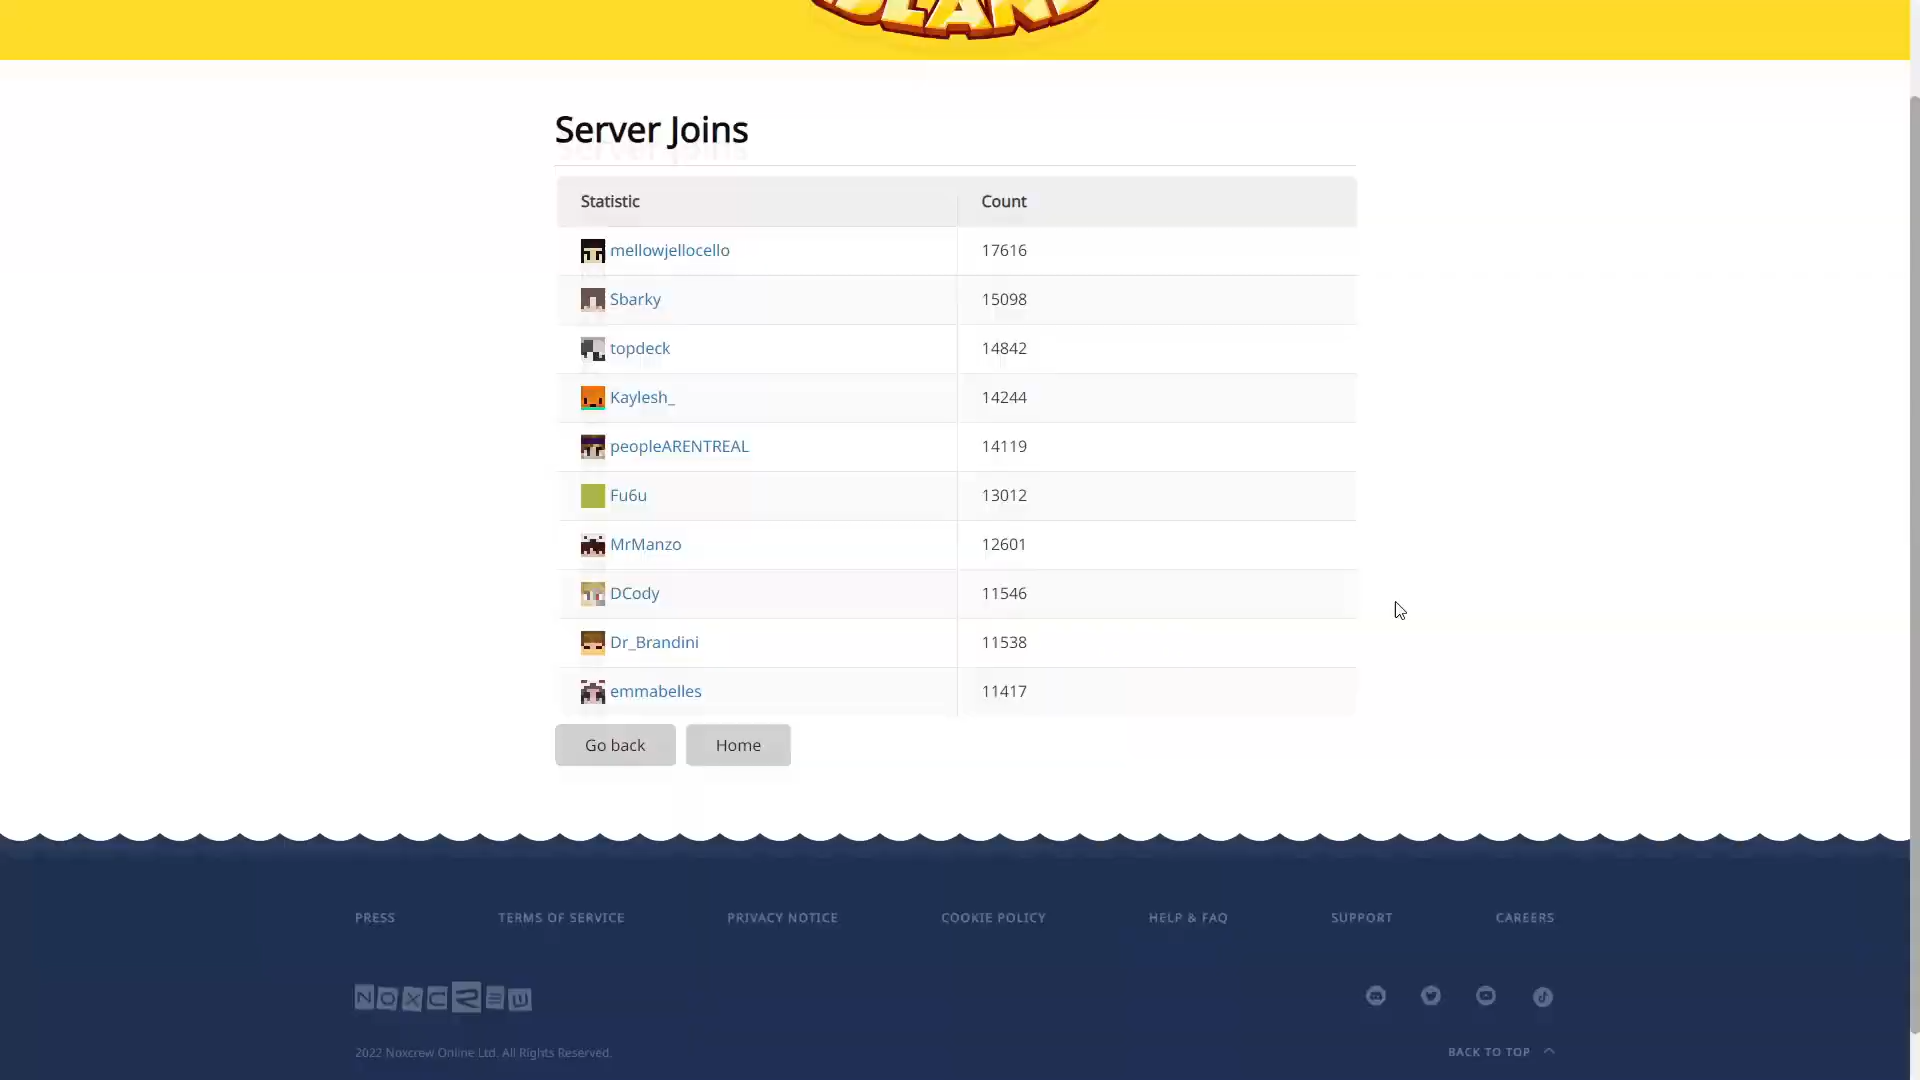 ISLAND
Server Joins
Statistic Count
mellowjellocello 17616
Sbarky 15098
topdeck 14842
Kaylesh_ 14244
peopleARENTREAL 14119
Fu6u 13012
MrManzo 12601
DCody 11546
Dr_Brandini 11538
emmabelles 11417
Go back Home
PRESS TERMS OF SERVICE PRIVACY NOTICE COOKIE POLICY HELP & FAQ SUPPORT CAREERS
NOXCREW
2022 Noxcrew Online Ltd. All Rights Reserved. BACK TO TOP